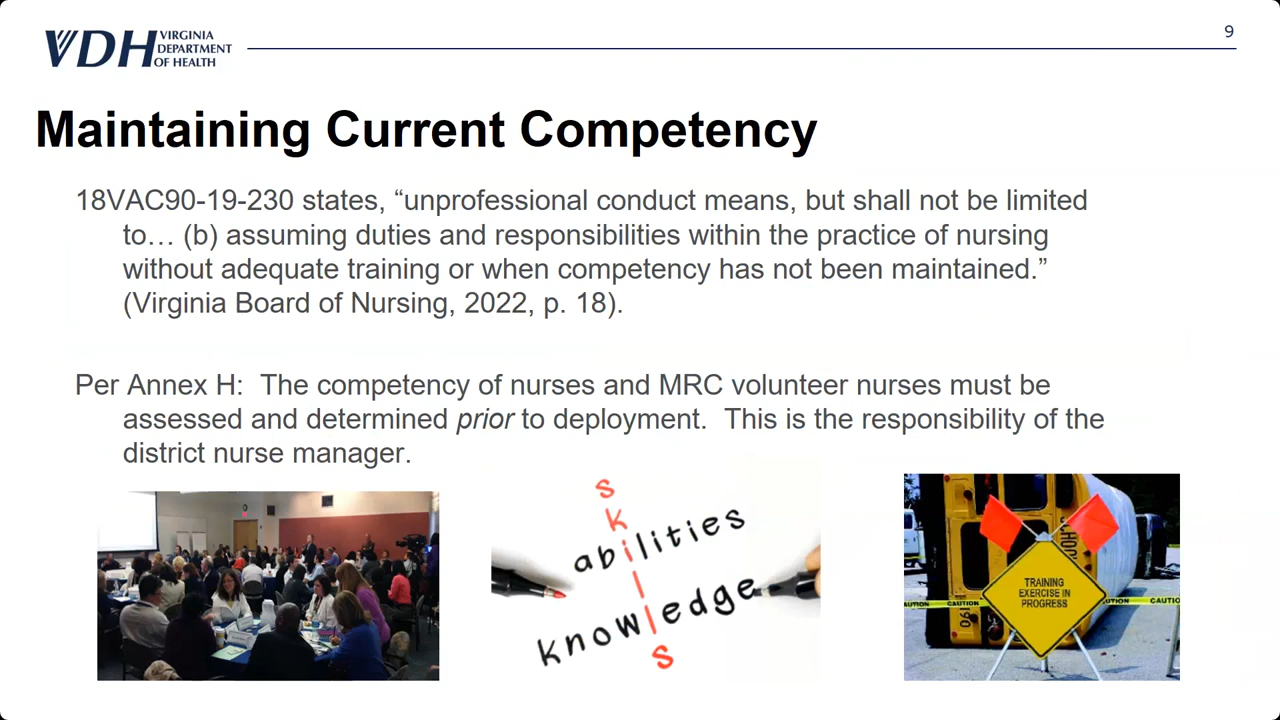 VDH VIRGINIA
DEPARTMENT
OF HEALTH
9
Maintaining Current Competency
18VAC90-19-230 states, “unprofessional conduct means, but shall not be limited
to… (b) assuming duties and responsibilities within the practice of nursing
without adequate training or when competency has not been maintained.”
(Virginia Board of Nursing, 2022, p. 18).
Per Annex H:  The competency of nurses and MRC volunteer nurses must be
assessed and determined prior to deployment.  This is the responsibility of the
district nurse manager.
skills
abilities
knowledge
TRAINING
EXERCISE IN
PROGRESS
CAUTION
CAUTIO